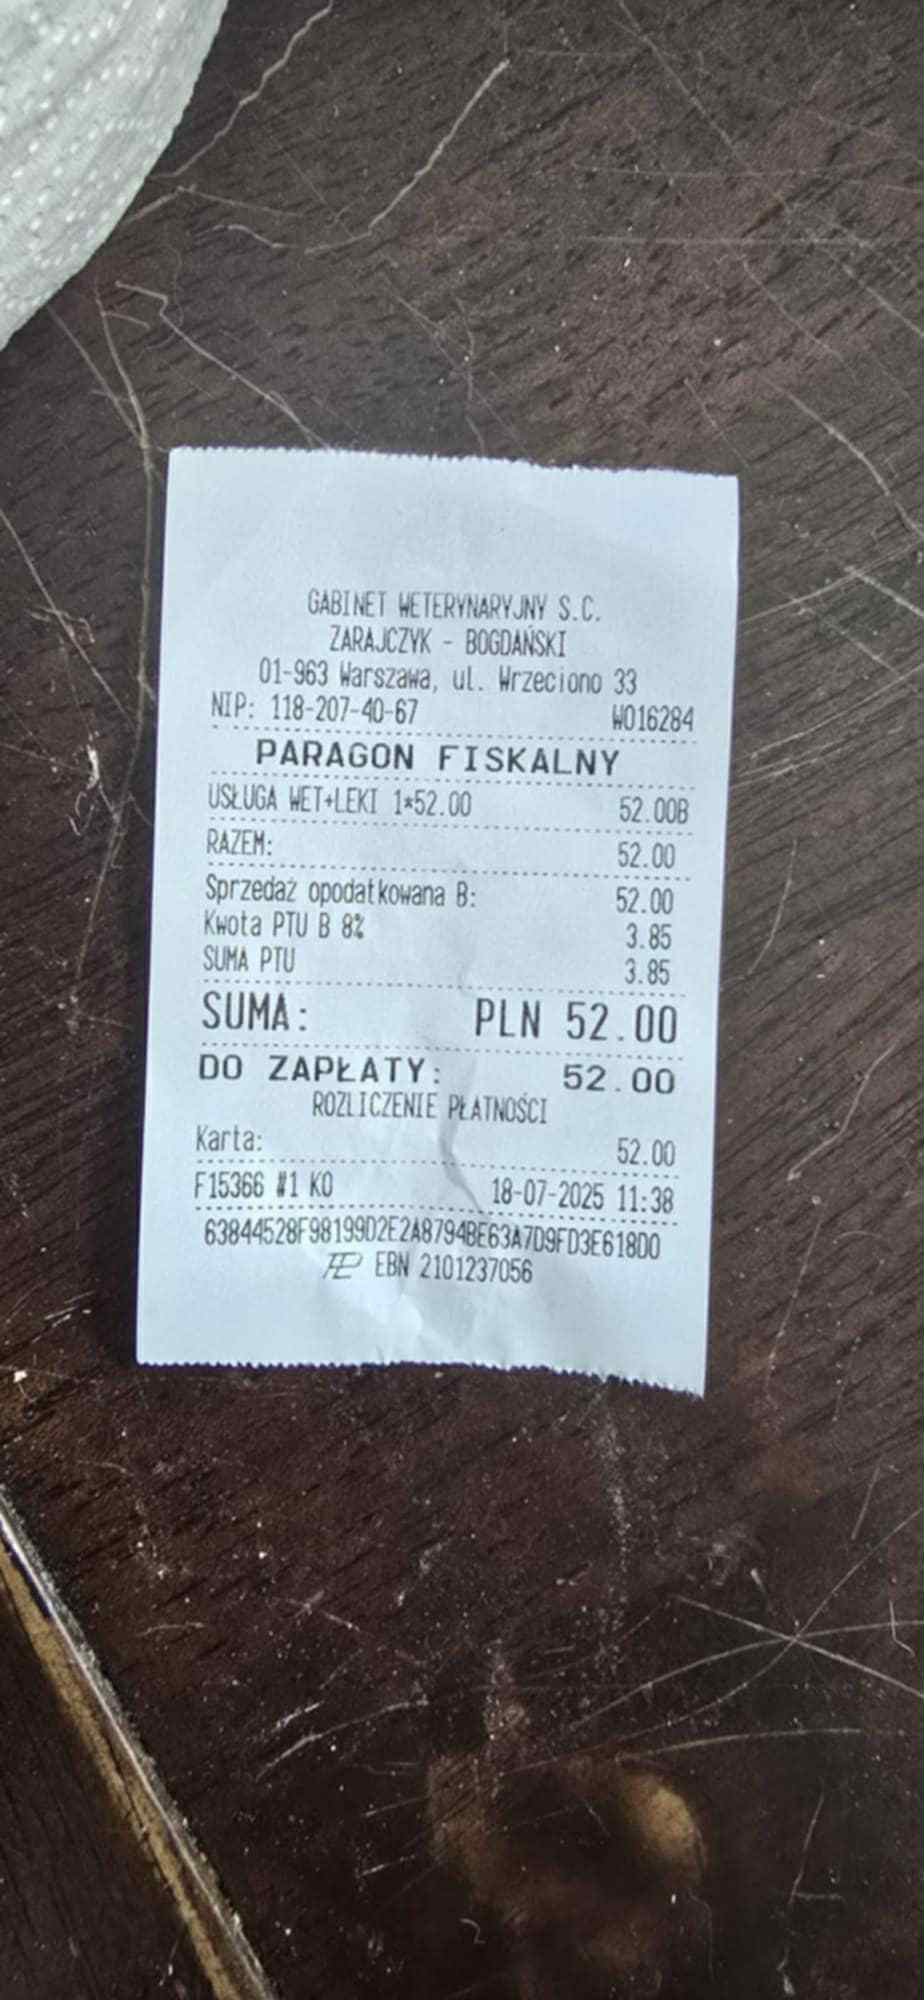 GABINET WETERYNARYJNY S.C.
ZARAJCZYK - BOGDAŃSKI
01-963 Warszawa, ul. Wrzeciono 33
NIP: 118-207-40-67 W016284
PARAGON FISKALNY
USŁUGA WET+LEKI 1*52.00 52.00B
RAZEM: 52.00
Sprzedaż opodatkowana B: 52.00
Kwota PTU B 8% 3.85
SUMA PTU 3.85
SUMA: PLN 52.00
DO ZAPŁATY: 52.00
ROZLICZENIE PŁATNOŚCI
Karta: 52.00
F15366 #1 KO 18-07-2025 11:38
63844528F98199D2E2A8794BE63A7D9FD3E618D0
EBN 2101237056